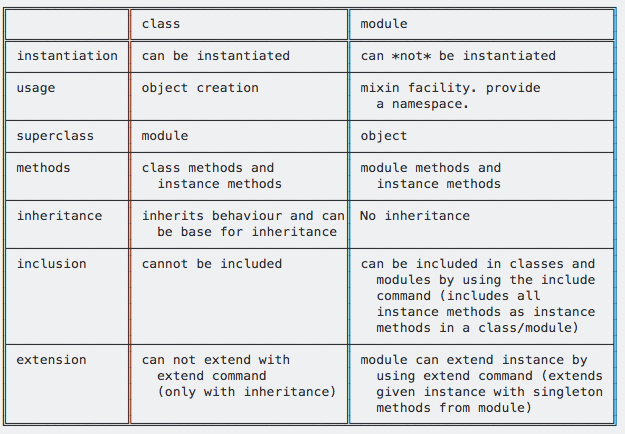 class module
instantiation can be instantiated can *not* be instantiated
usage object creation mixin facility. provide
a namespace.
superclass module object
methods class methods and module methods and
instance methods instance methods
inheritance inherits behaviour and can No inheritance
be base for inheritance
inclusion cannot be included can be included in classes and
modules by using the include
command (includes all
instance methods as instance
methods in a class/module)
extension can not extend with module can extend instance by
extend command using extend command (extends
(only with inheritance) given instance with singleton
methods from module)